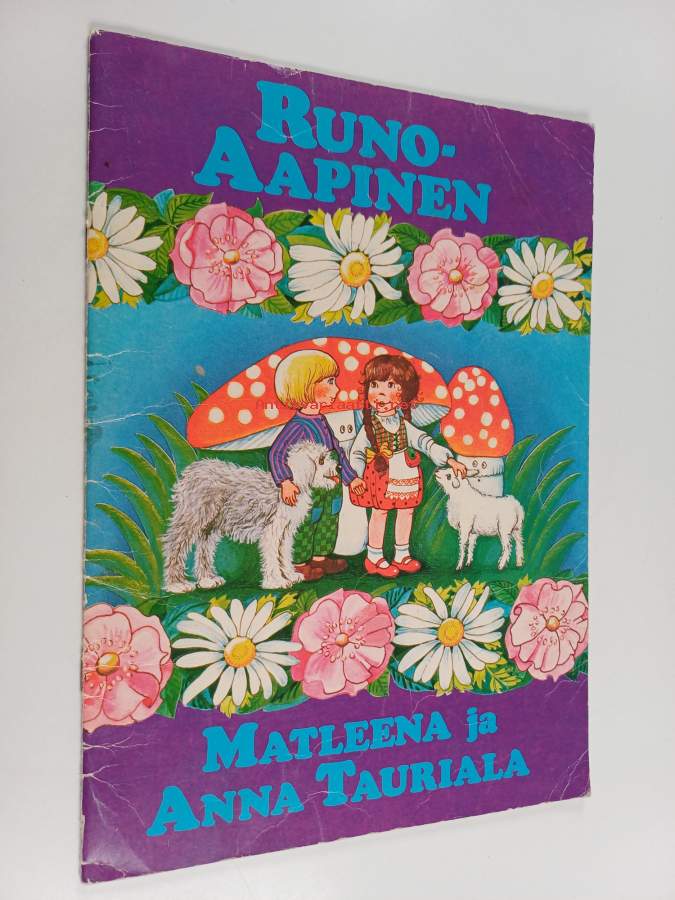 RUNO-
AAPINEN
MATLEENA ja
ANNA TAURIALA